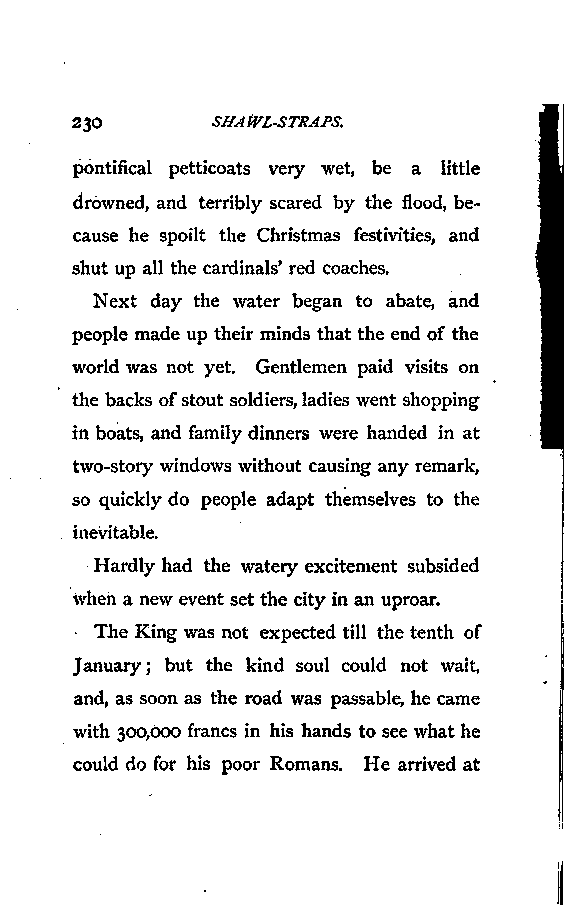 230 SHAWL-STRAPS.
pontifical petticoats very wet, be a little
drowned, and terribly scared by the flood, be-
cause he spoilt the Christmas festivities, and
shut up all the cardinals' red coaches.
Next day the water began to abate, and
people made up their minds that the end of the
world was not yet. Gentlemen paid visits on
the backs of stout soldiers, ladies went shopping
in boats, and family dinners were handed in at
two-story windows without causing any remark,
so quickly do people adapt themselves to the
inevitable.
Hardly had the watery excitement subsided
when a new event set the city in an uproar.
The King was not expected till the tenth of
January; but the kind soul could not wait,
and, as soon as the road was passable, he came
with 300,000 francs in his hands to see what he
could do for his poor Romans. He arrived at